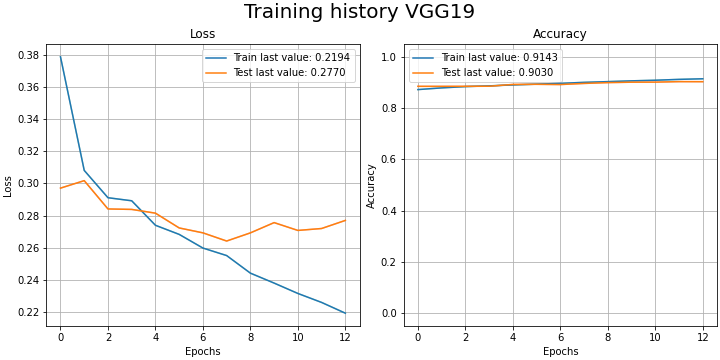 Training history VGG19
Loss
Train last value: 0.2194
Test last value: 0.2770
0.38
0.36
0.34
0.32
0.30
0.28
0.26
0.24
0.22
Loss
0 2 4 6 8 10 12
Epochs
Accuracy
Train last value: 0.9143
Test last value: 0.9030
1.0
0.8
0.6
0.4
0.2
0.0
Accuracy
0 2 4 6 8 10 12
Epochs